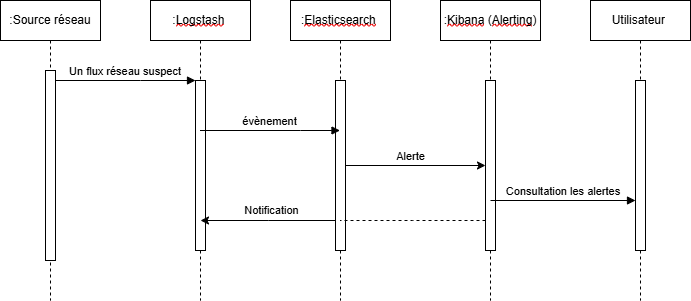 :Source réseau
:Logstash
:Elasticsearch
:Kibana (Alerting)
Utilisateur
Un flux réseau suspect
évènement
Alerte
Consultation les alertes
Notification